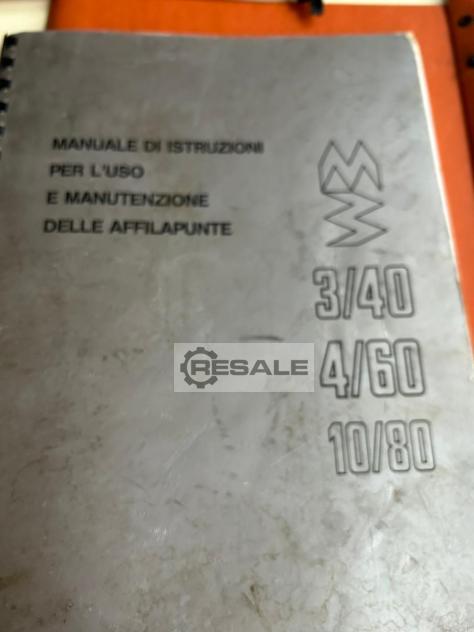 MANUALE DI ISTRUZIONI
PER L'USO
E MANUTENZIONE
DELLE AFFILAPUNTE
3/40
4/60
10/80
RESALE